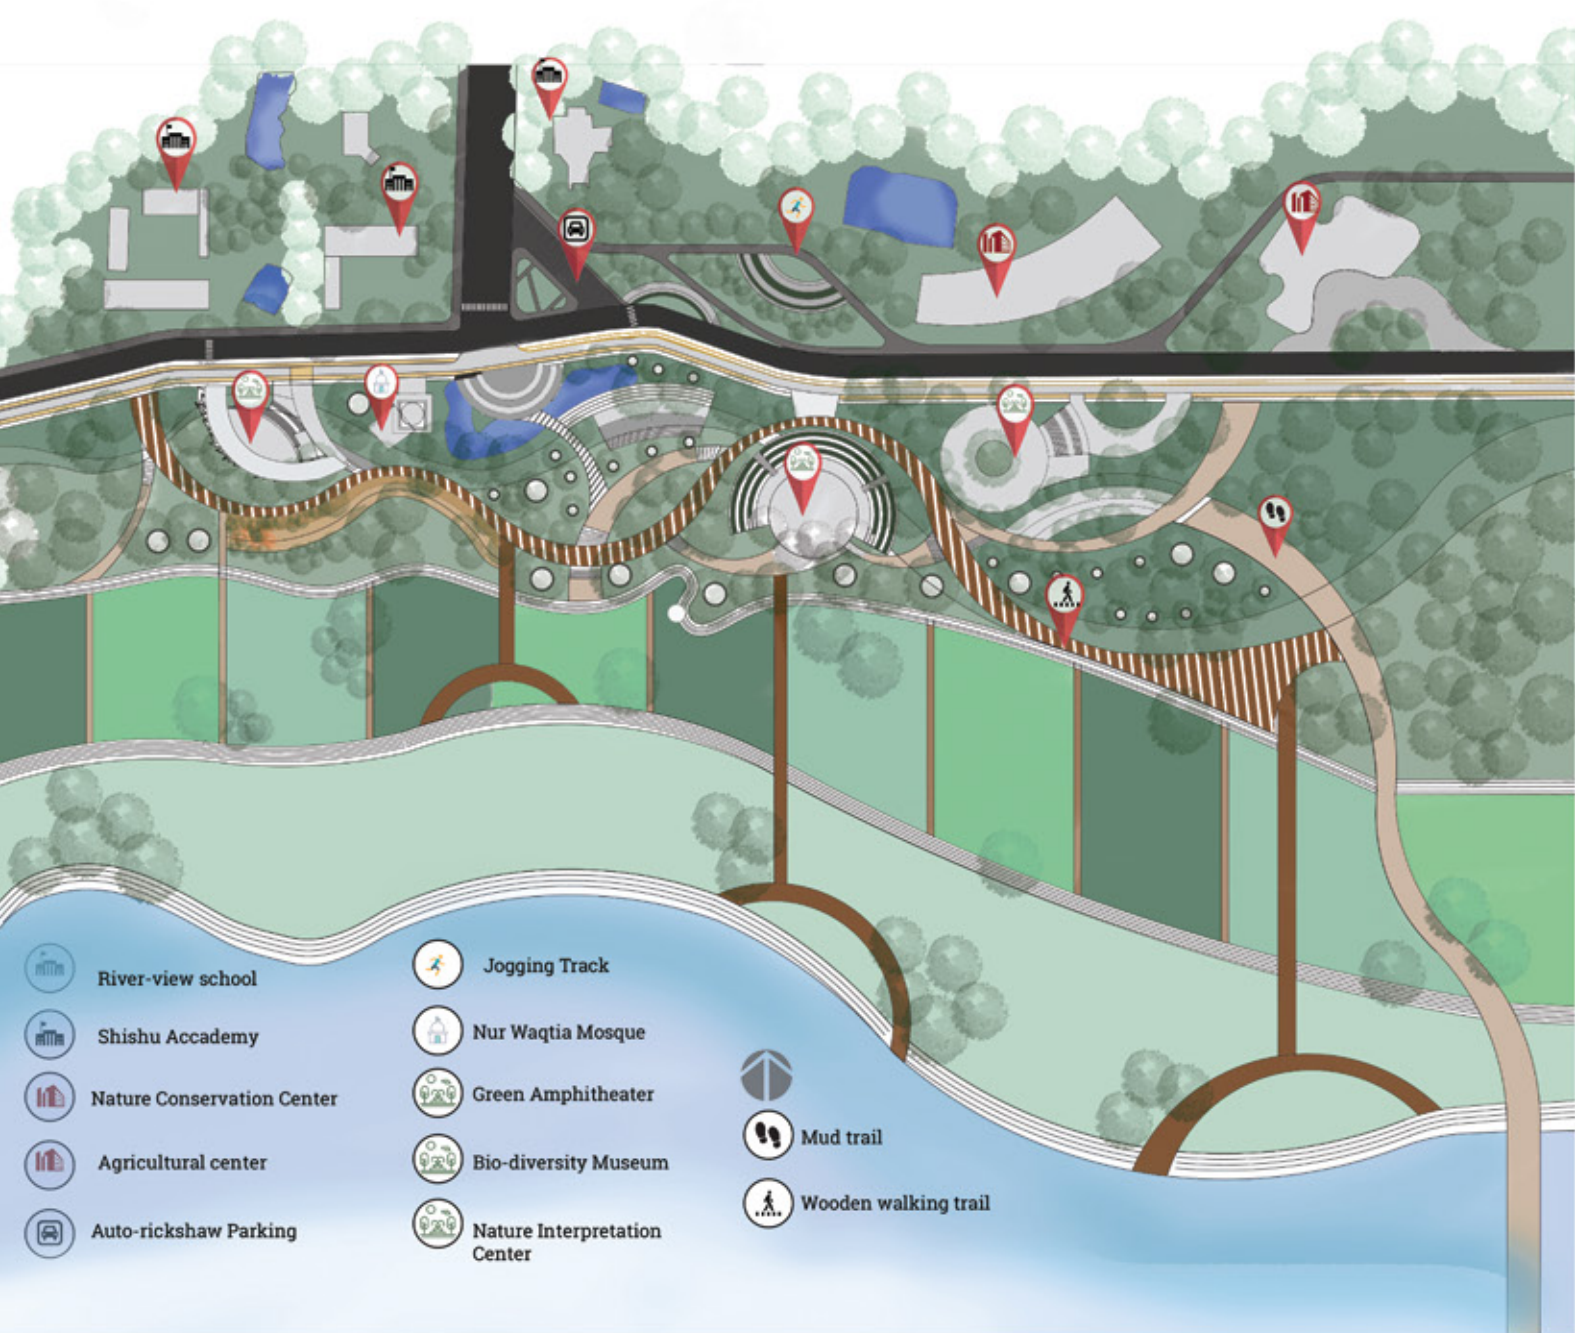 River-view school
Shishu Accademy
Nature Conservation Center
Agricultural center
Auto-rickshaw Parking
Jogging Track
Nur Waqtia Mosque
Green Amphitheater
Bio-diversity Museum
Nature Interpretation
Center
Mud trail
Wooden walking trail